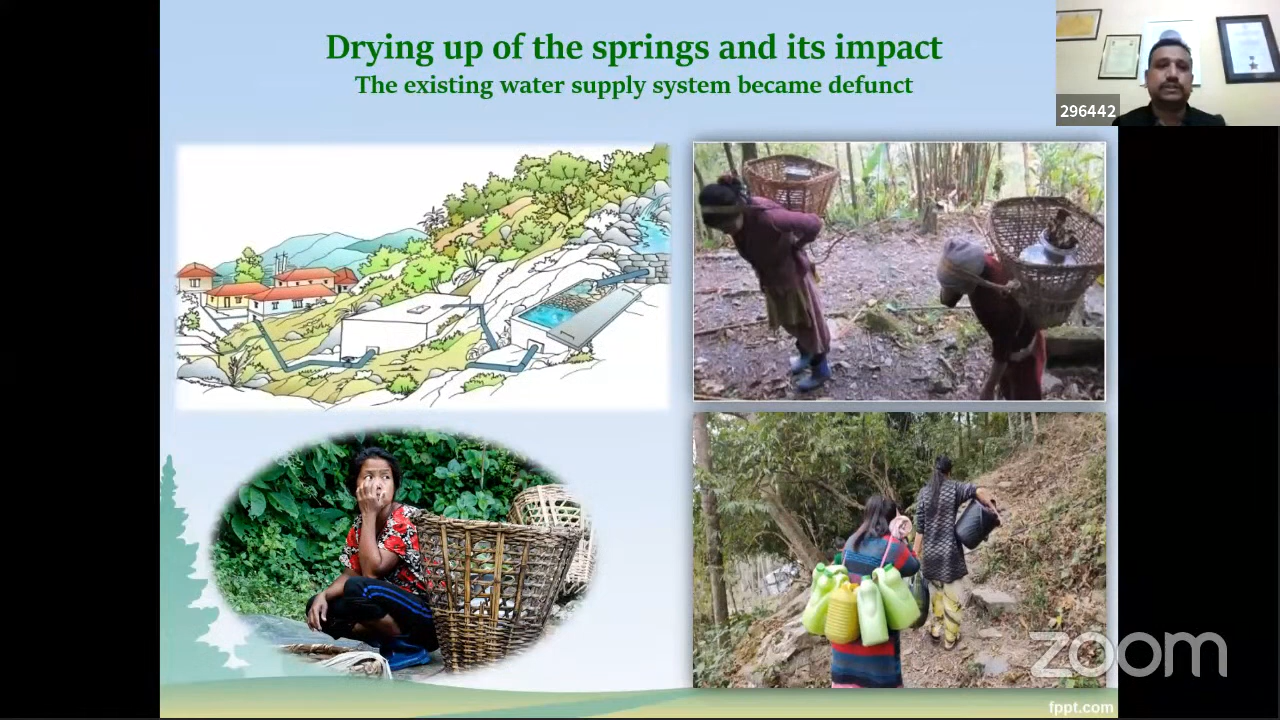 Drying up of the springs and its impact
The existing water supply system became defunct
296442
zoom
fppt.com